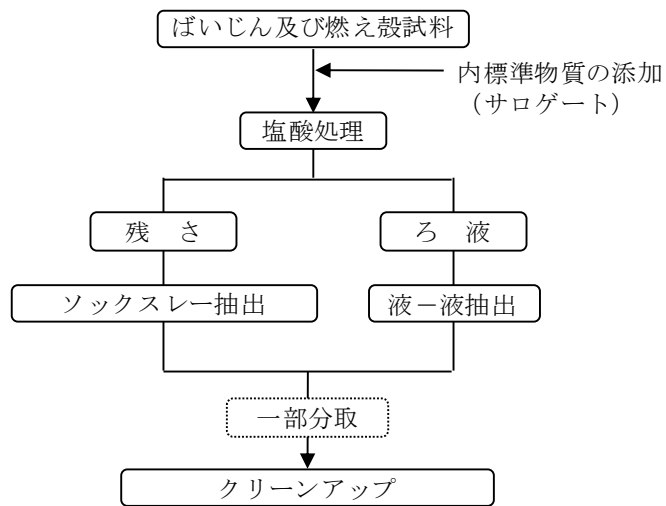 ばいじん及び燃え殻試料
内標準物質の添加
（サロゲート）
塩酸処理
残　さ
ろ　液
ソックスレー抽出
液－液抽出
一部分取
クリーンアップ